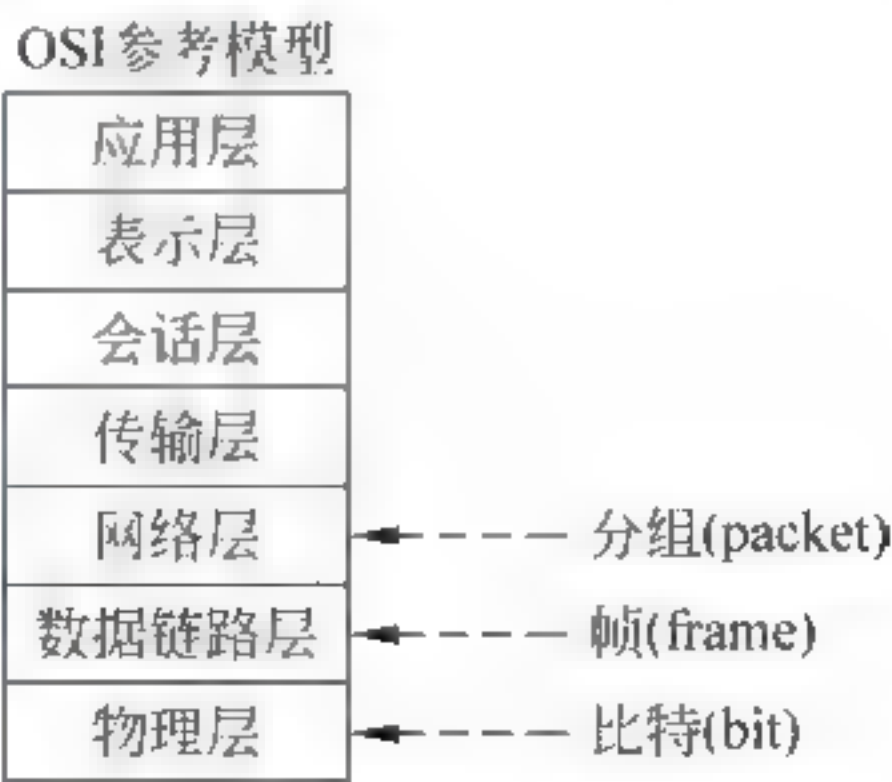 OSI参考模型
应用层
表示层
会话层
传输层
网络层
分组(packet)
数据链路层
帧(frame)
物理层
比特(bit)